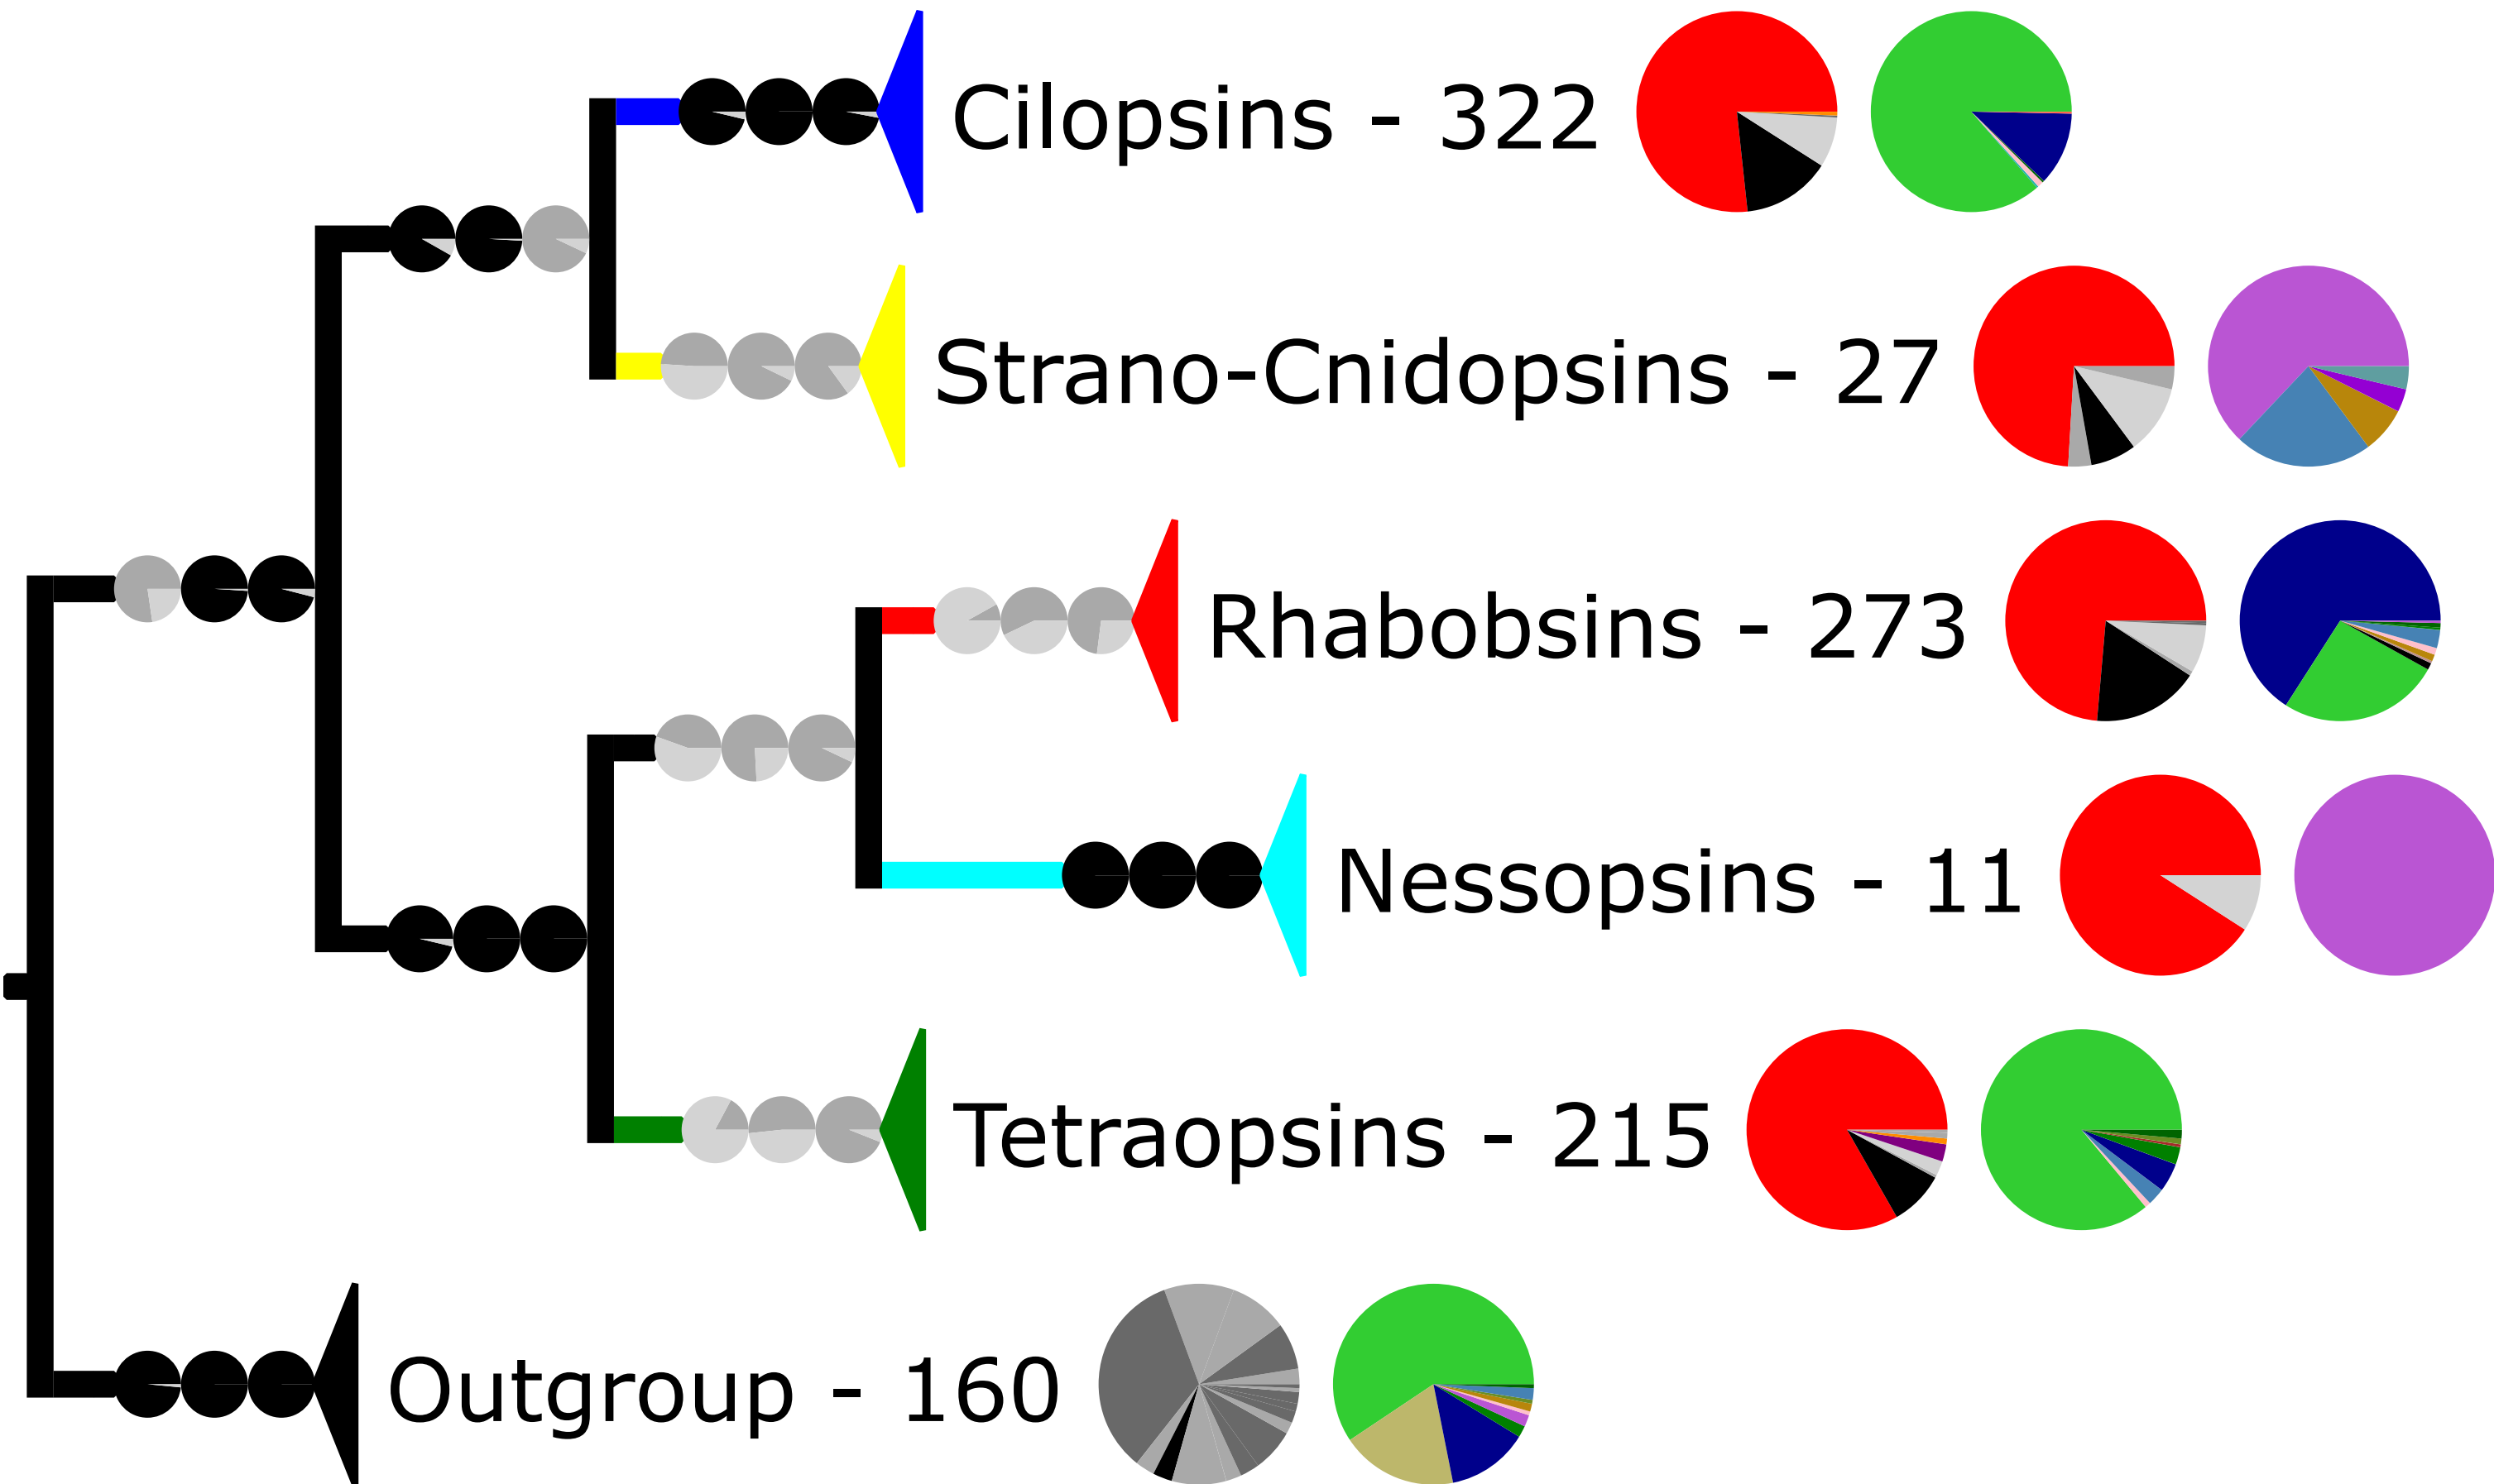 Cilopsins - 322
Strano-Cnidopsins - 27
Rhabobsins - 273
Nessopsins - 11
Tetraopsins - 215
Outgroup - 160